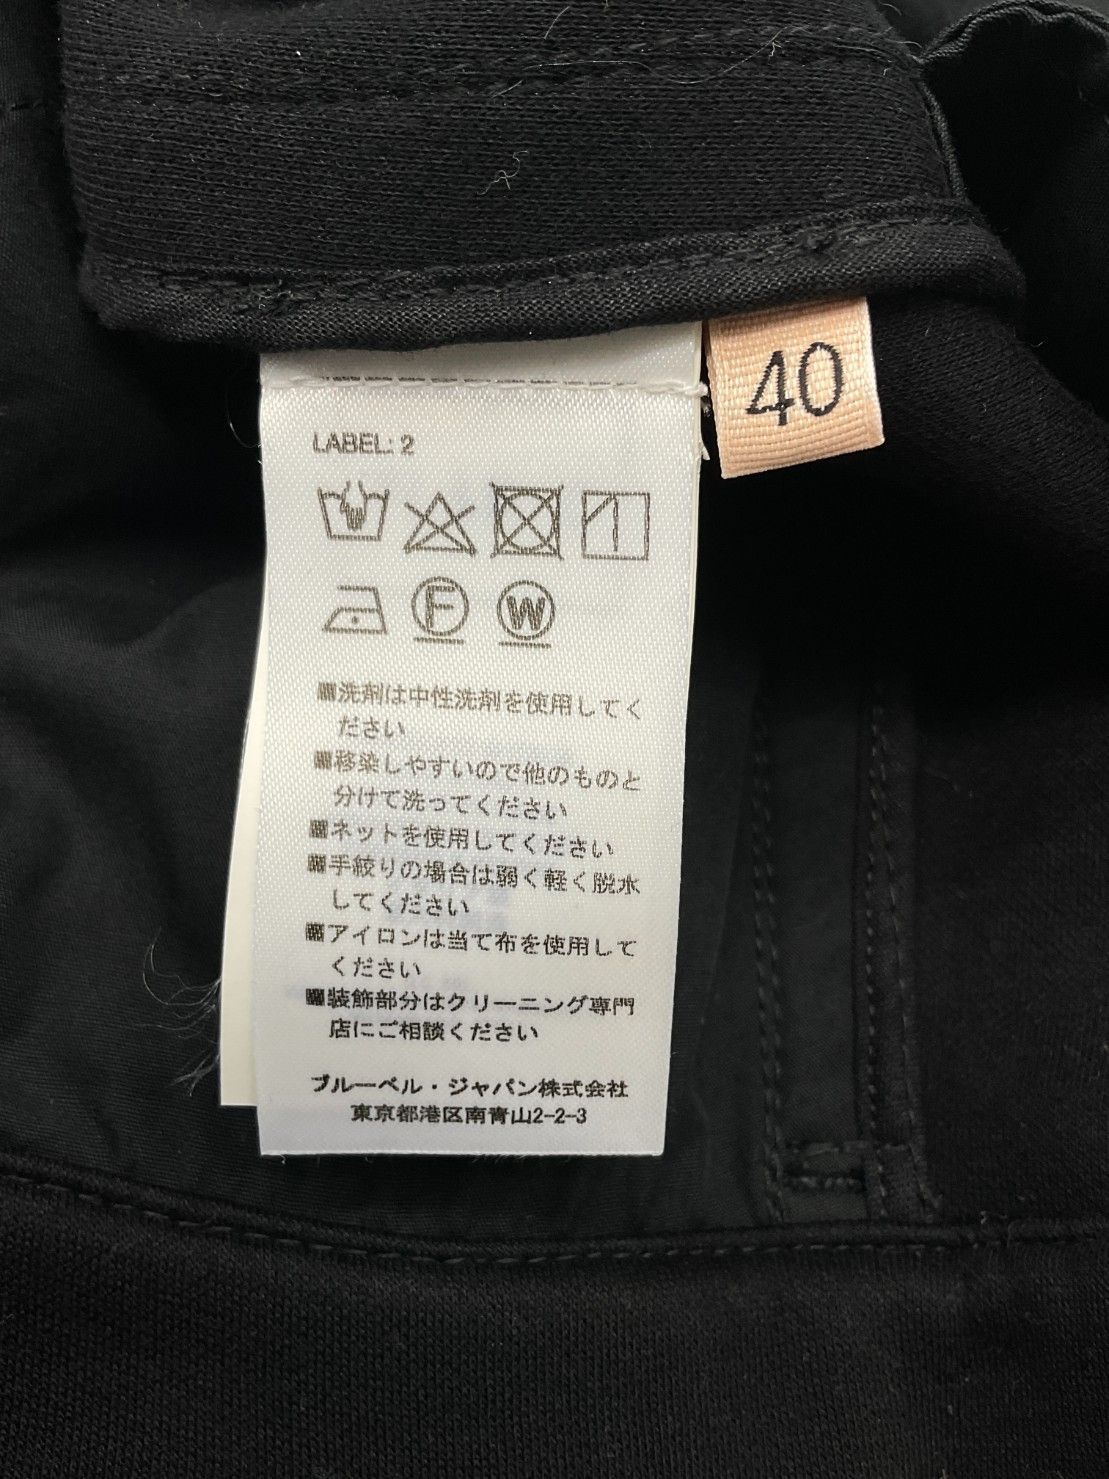 40
LABEL: 2
F W
■洗剤は中性洗剤を使用してく
ださい
■移染しやすいので他のものと
分けて洗ってください
■ネットを使用してください
■手絞りの場合は弱く軽く脱水
してください
■アイロンは当て布を使用して
ください
■装飾部分はクリーニング専門
店にご相談ください
ブルーベル・ジャパン株式会社
東京都港区南青山2-2-3